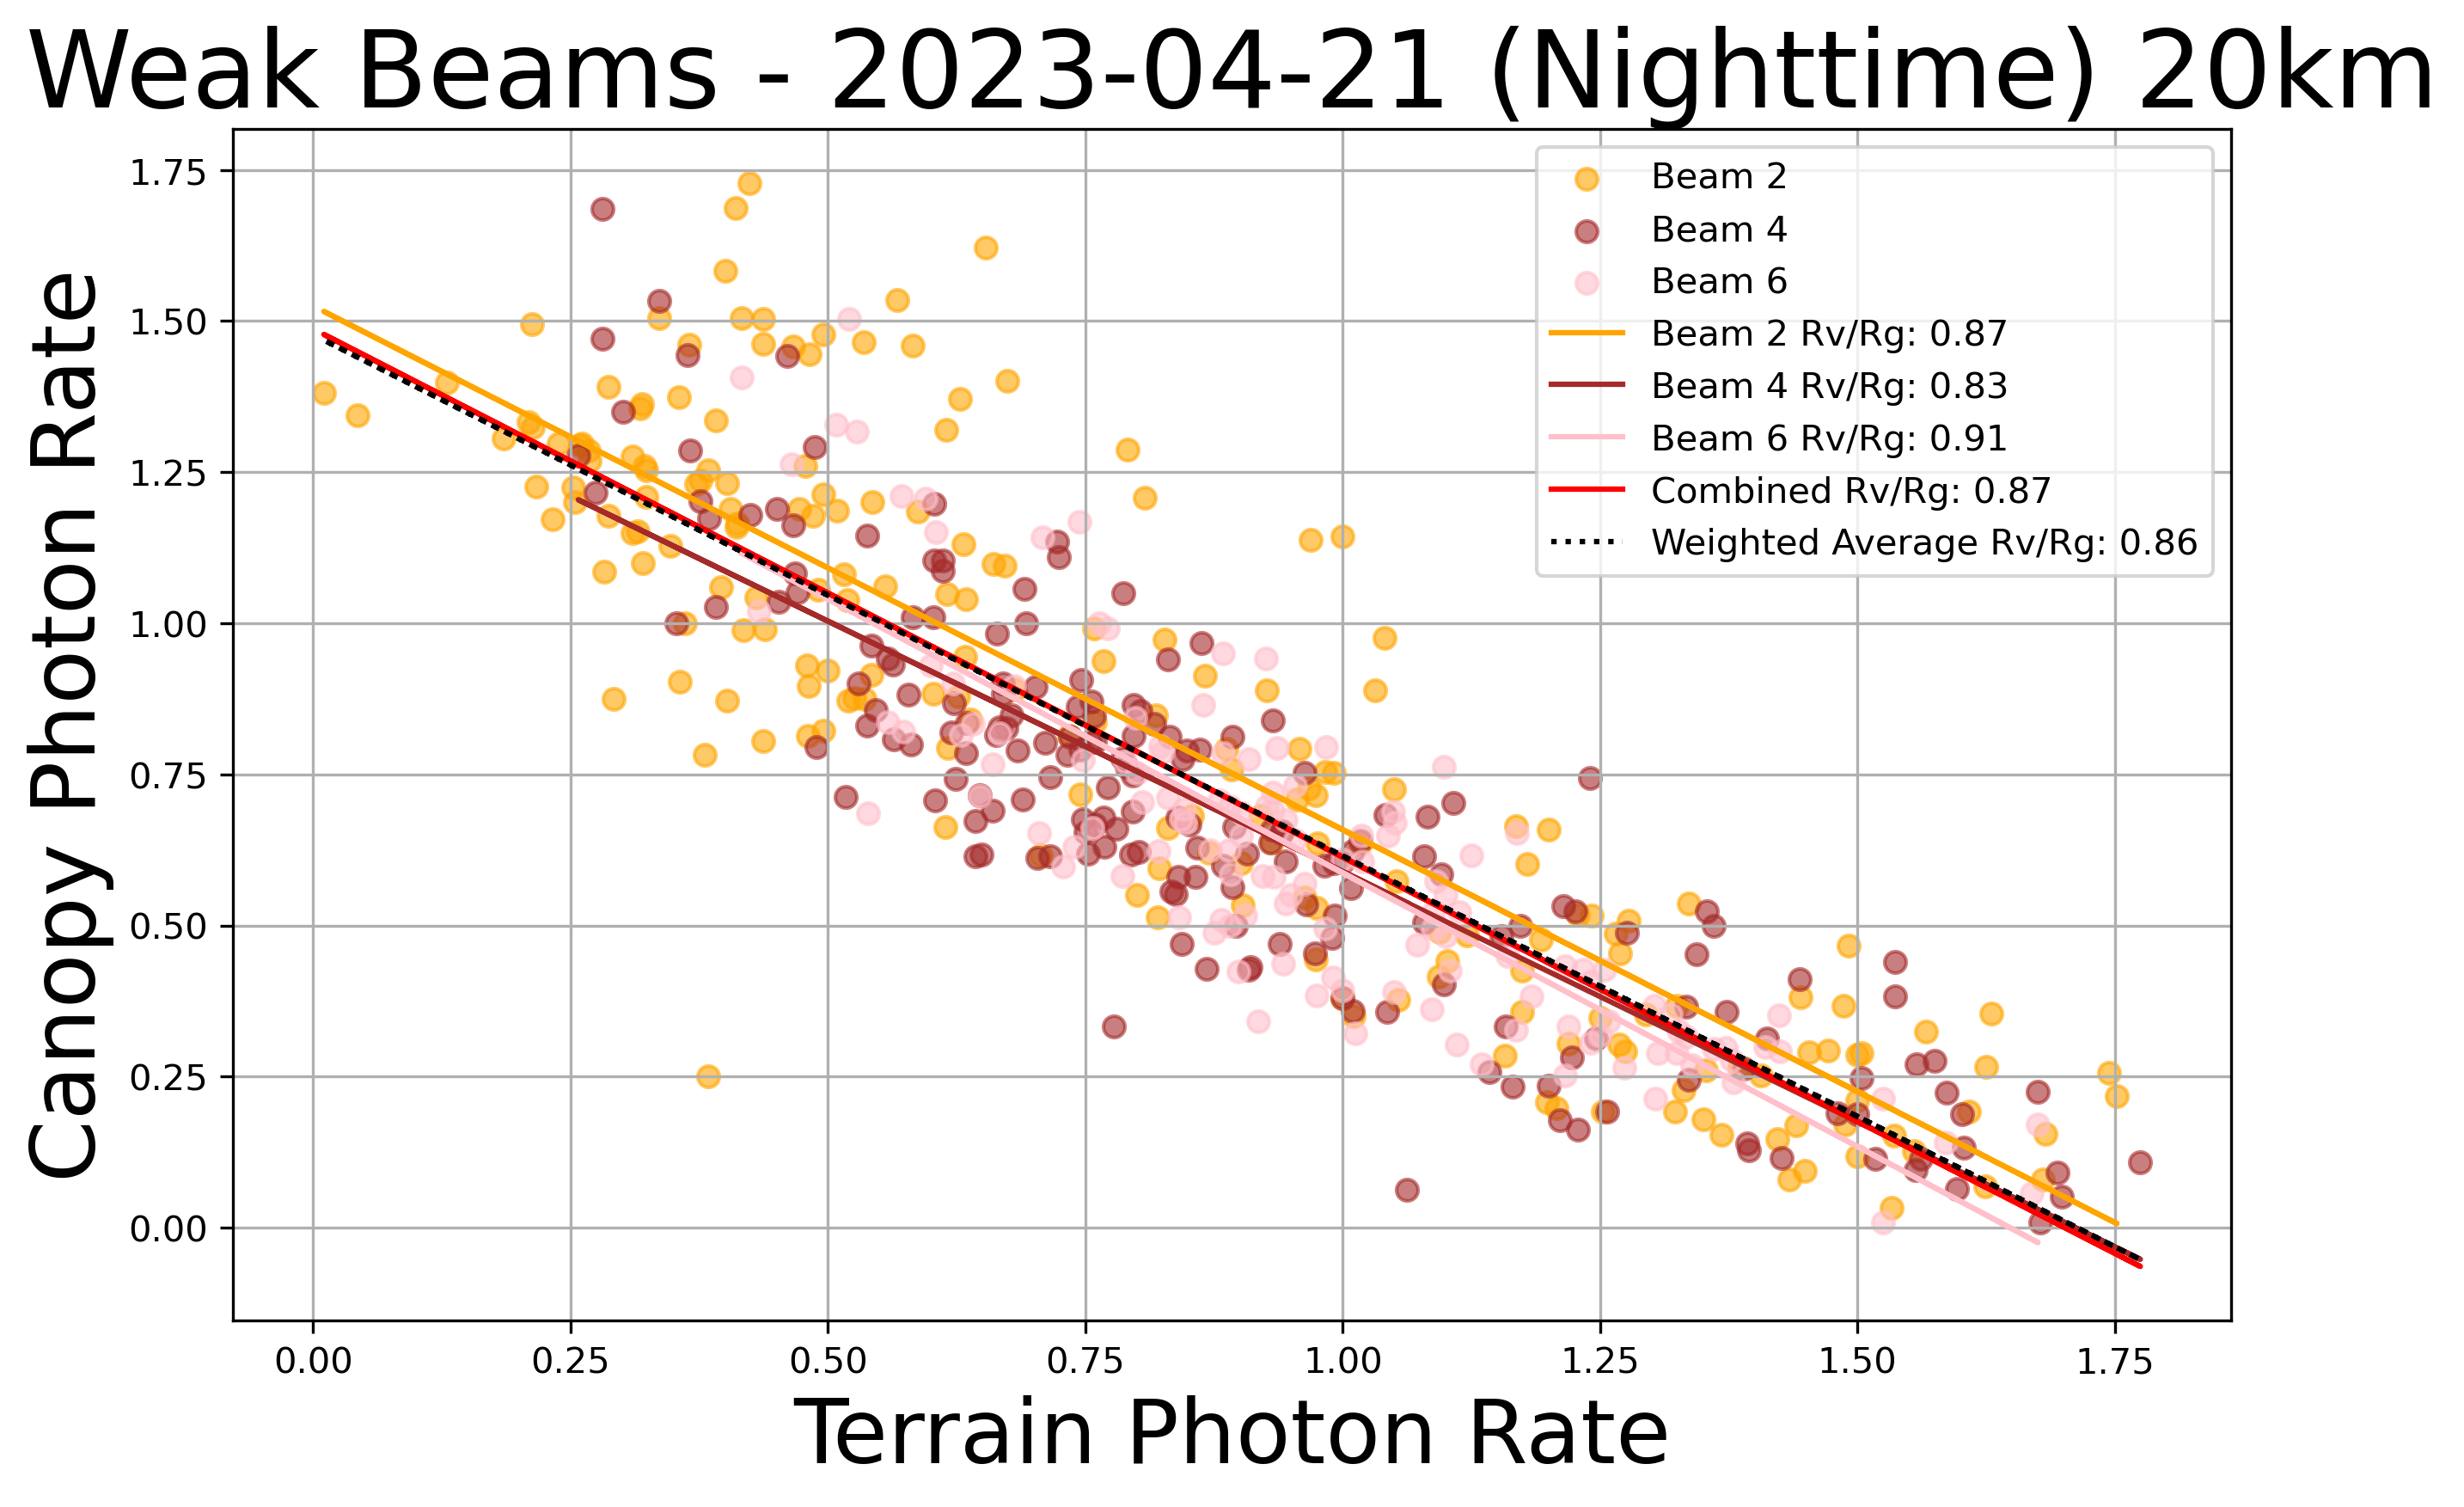 Weak Beams - 2023-04-21 (Nighttime) 20km
Canopy Photon Rate
1.75
1.50
1.25
1.00
0.75
0.50
0.25
0.00
Beam 2
Beam 4
Beam 6
Beam 2 Rv/Rg: 0.87
Beam 4 Rv/Rg: 0.83
Beam 6 Rv/Rg: 0.91
Combined Rv/Rg: 0.87
Weighted Average Rv/Rg: 0.86
0.00 0.25 0.50 0.75 1.00 1.25 1.50 1.75
Terrain Photon Rate